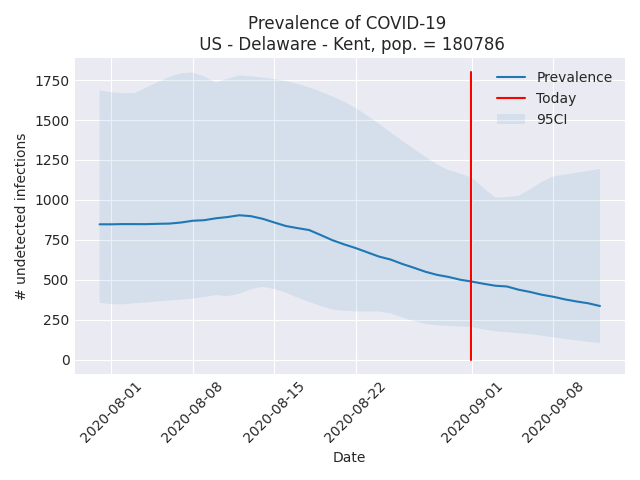 Prevalence of COVID-19
US - Delaware - Kent, pop. = 180786
Prevalence
Today
95CI
1750
1500
1250
1000
750
500
250
0
# undetected infections
2020-08-01
2020-08-08
2020-08-15
2020-08-22
2020-09-01
2020-09-08
Date